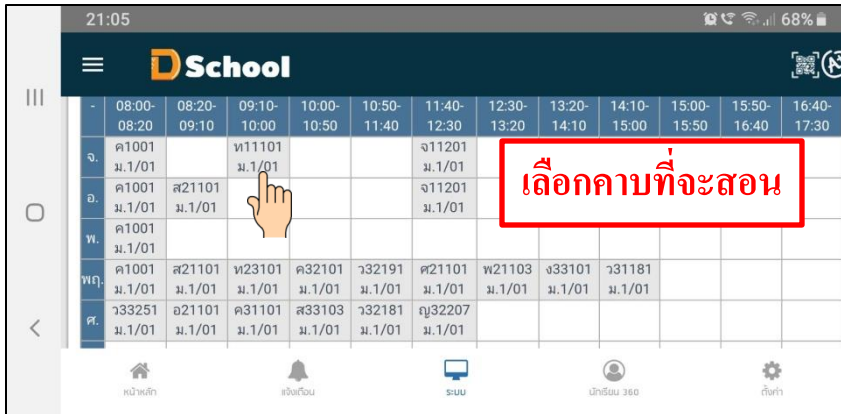 21:05 68%
DSchool
- 08:00- 08:20- 09:10- 10:00- 10:50- 11:40- 12:30- 13:20- 14:10- 15:00- 15:50- 16:40-
08:20 09:10 10:00 10:50 11:40 12:30 13:20 14:10 15:00 15:50 16:40 17:30
จ. ค1001 ท11101 จ11201
ม.1/01 ม.1/01 ม.1/01
เลือกคาบที่จะสอน
อ. ค1001 ส21101 จ11201
ม.1/01 ม.1/01 ม.1/01
พ. ค1001
ม.1/01
พฤ. ค1001 ส21101 ท23101 ค32101 ว32191 ศ21101 พ21103 ง33101 ว31181
ม.1/01 ม.1/01 ม.1/01 ม.1/01 ม.1/01 ม.1/01 ม.1/01 ม.1/01 ม.1/01
ศ. ว33251 อ21101 ค31101 ส33103 ว32181 ญ32207
ม.1/01 ม.1/01 ม.1/01 ม.1/01 ม.1/01 ม.1/01
หน้าหลัก แจ้งเตือน ระบบ นักเรียน 360 ตั้งค่า